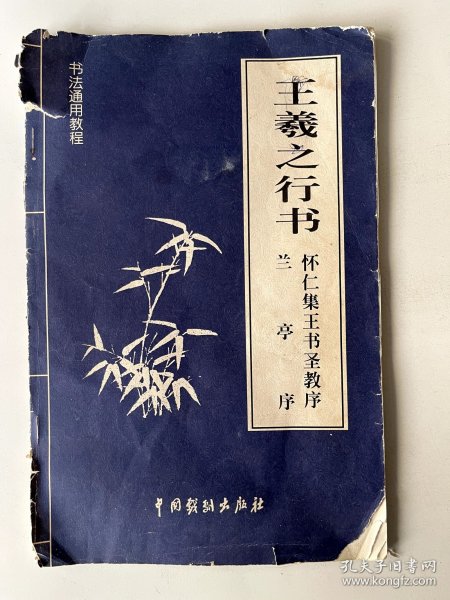 书法通用教程
王羲之行书
怀仁集王书圣教序
兰亭序
中国戏剧出版社
孔夫子旧书网
www.kongfz.com